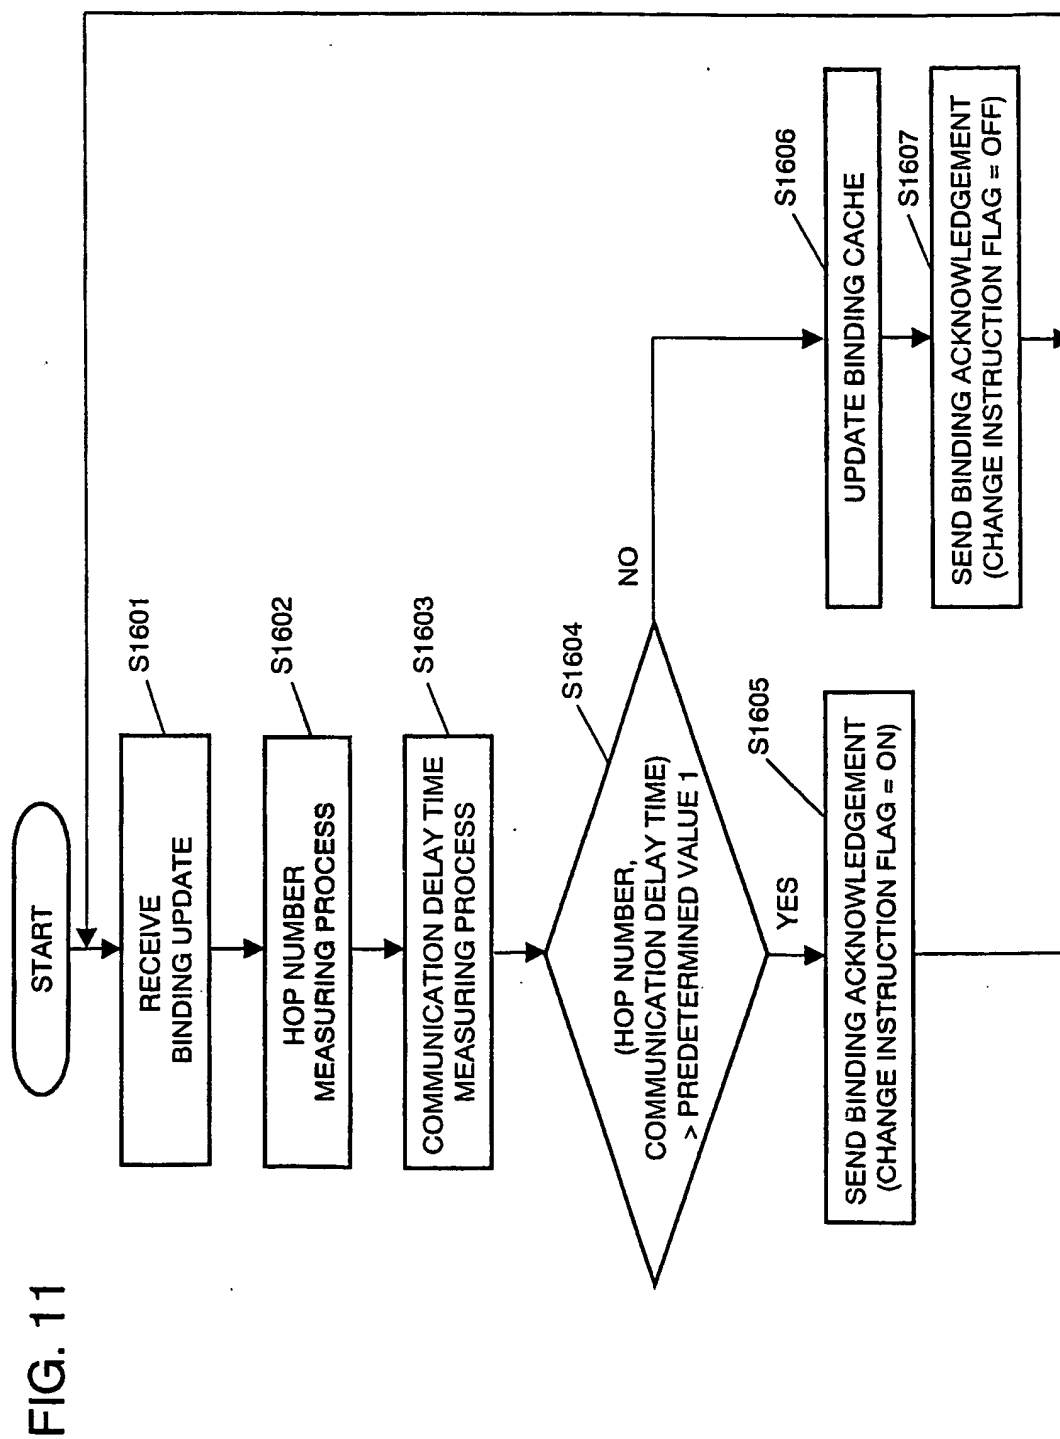 FIG. 11
START
S1601
RECEIVE
BINDING UPDATE
S1602
HOP NUMBER
MEASURING PROCESS
S1603
COMMUNICATION DELAY TIME
MEASURING PROCESS
S1604
(HOP NUMBER,
COMMUNICATION DELAY TIME)
> PREDETERMINED VALUE 1
NO
YES
S1605
SEND BINDING ACKNOWLEDGEMENT
(CHANGE INSTRUCTION FLAG = ON)
S1606
UPDATE BINDING CACHE
S1607
SEND BINDING ACKNOWLEDGEMENT
(CHANGE INSTRUCTION FLAG = OFF)